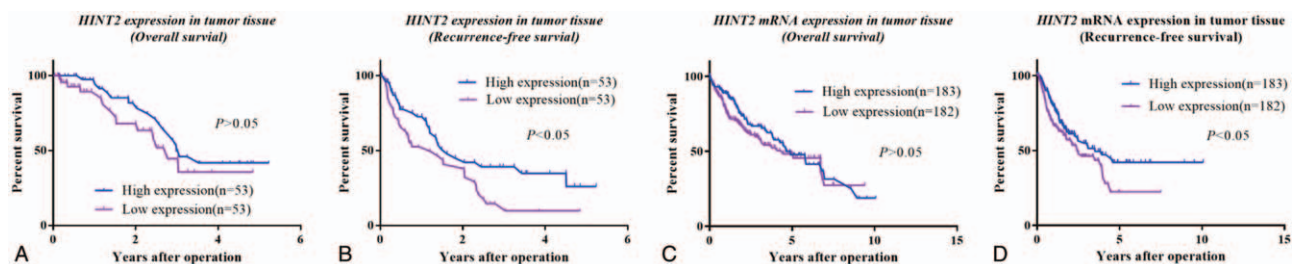 HINT2 expression in tumor tissue
(Overall survial)
Percent survival
100
50
0
0 2 4 6
P>0.05
High expression(n=53)
Low expression(n=53)
A
Years after operation
HINT2 expression in tumor tissue
(Recurrence-free survial)
Percent survival
100
50
0
0 2 4 6
High expression(n=53)
Low expression(n=53)
P<0.05
B
Years after operation
HINT2 mRNA expression in tumor tissue
(Overall survival)
Percent survival
100
50
0
0 5 10 15
High expression(n=183)
Low expression(n=182)
P>0.05
C
Years after operation
HINT2 mRNA expression in tumor tissue
(Recurrence-free survival)
Percent survival
100
50
0
0 5 10 15
High expression(n=183)
Low expression(n=182)
P<0.05
D
Years after operation